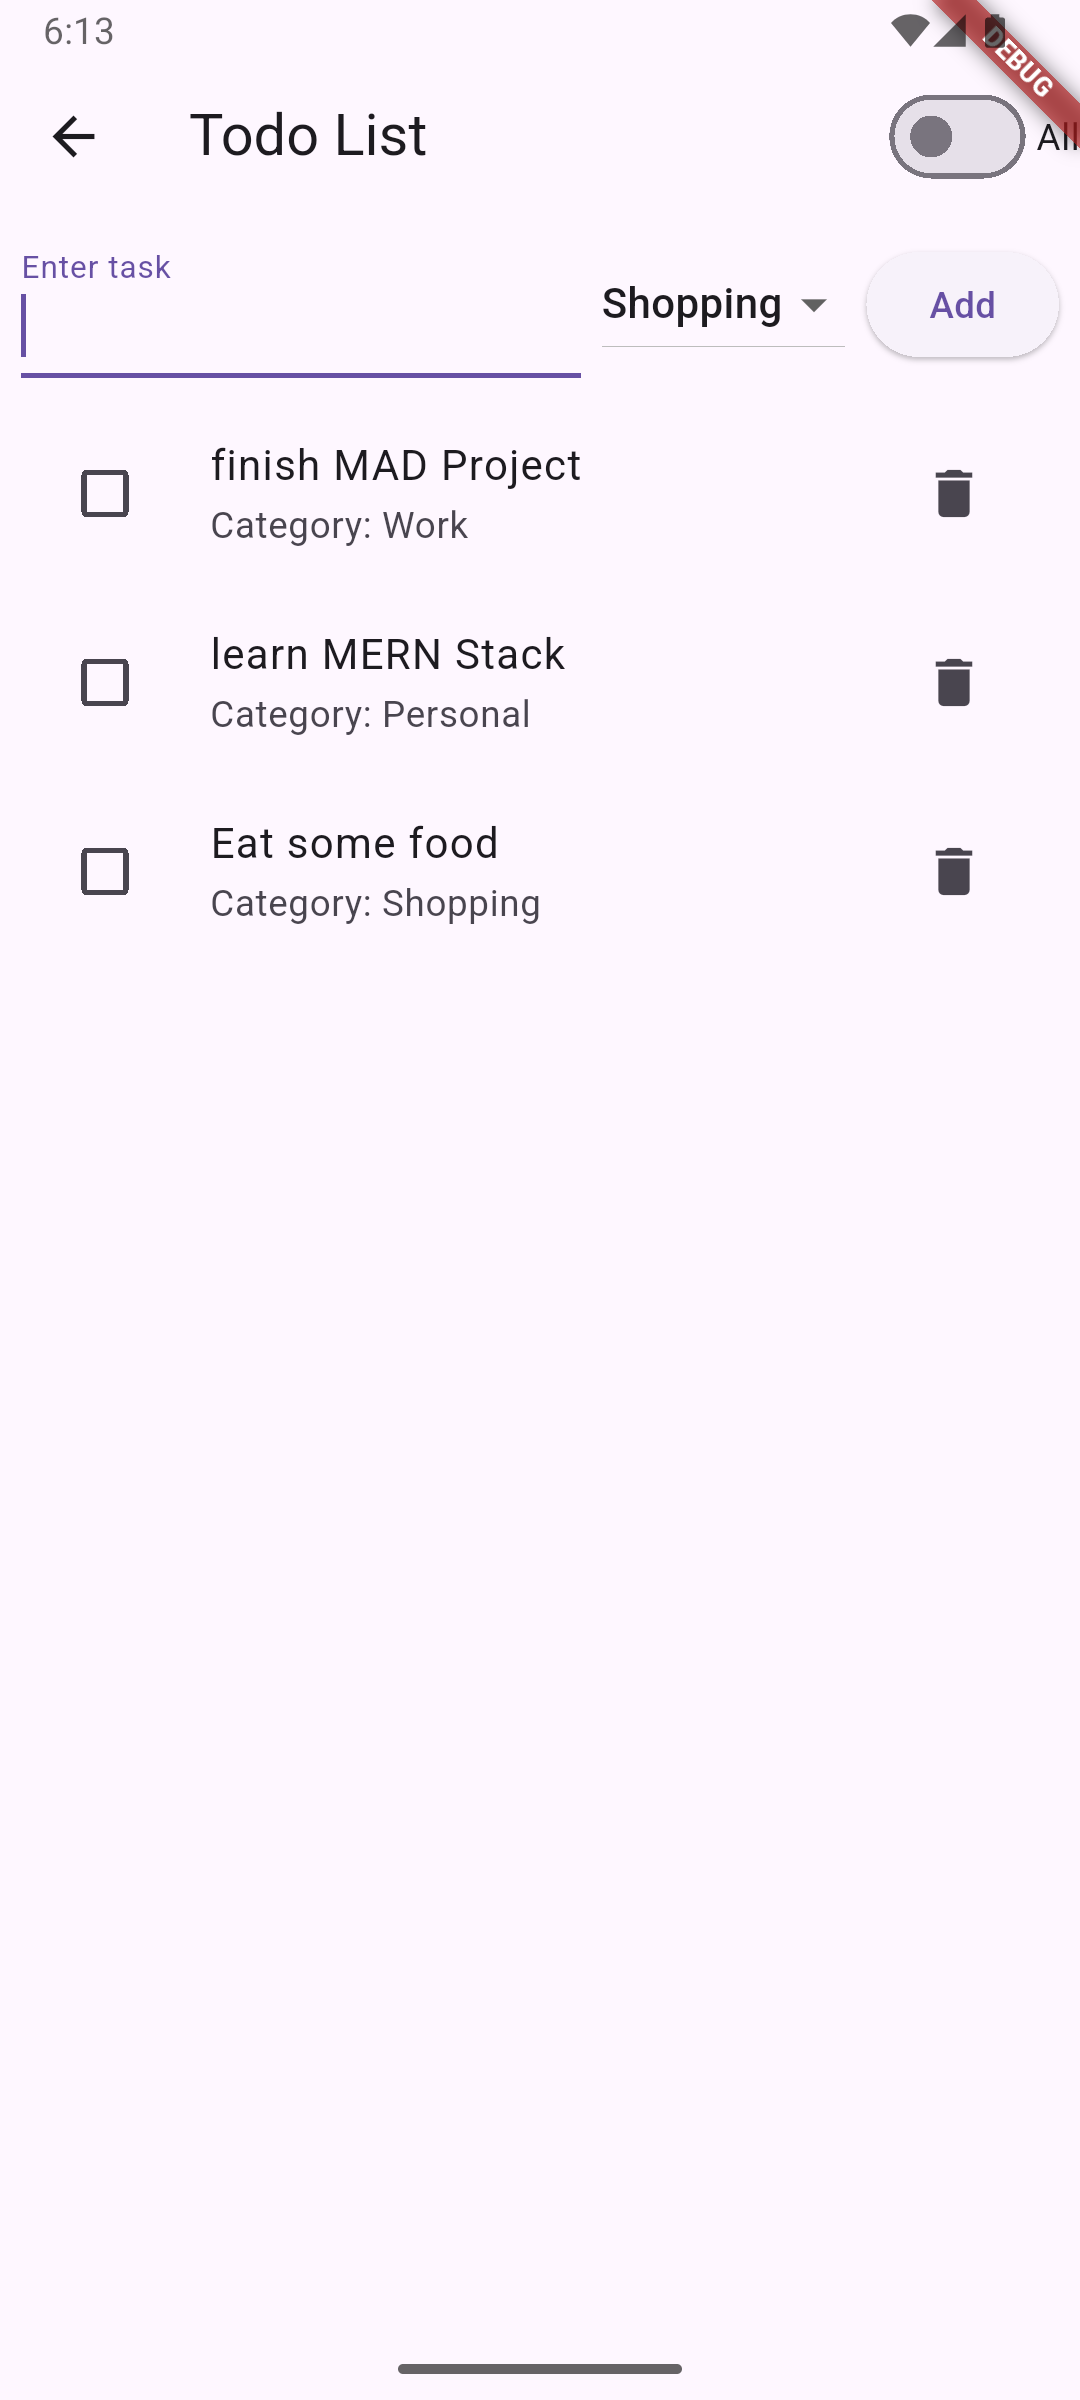 6:13
DEBUG
Todo List
All
Enter task
Shopping
Add
finish MAD Project
Category: Work
learn MERN Stack
Category: Personal
Eat some food
Category: Shopping